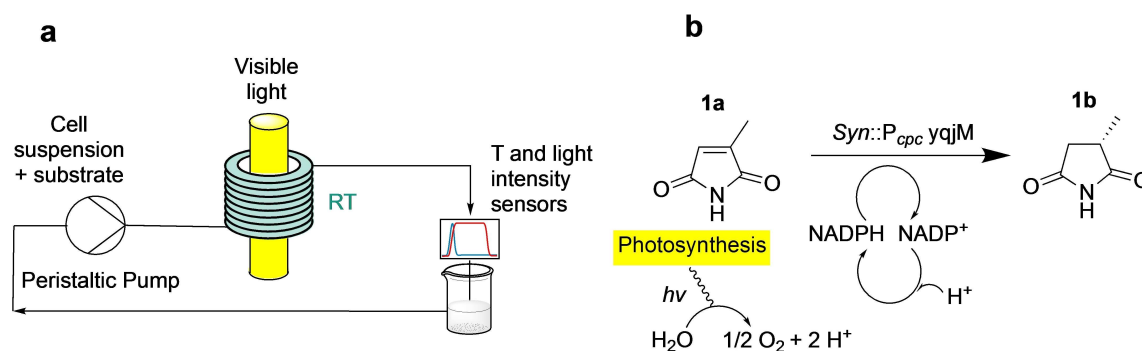 a
Visible
light
Cell
suspension
+ substrate
RT
T and light
intensity
sensors
Peristaltic Pump
b
1a
O
O
N
H
Syn::Pcpc yqjM
1b
O
O
N
H
NADPH NADP+
H+
Photosynthesis
hv
H2O
1/2 O2 + 2 H+